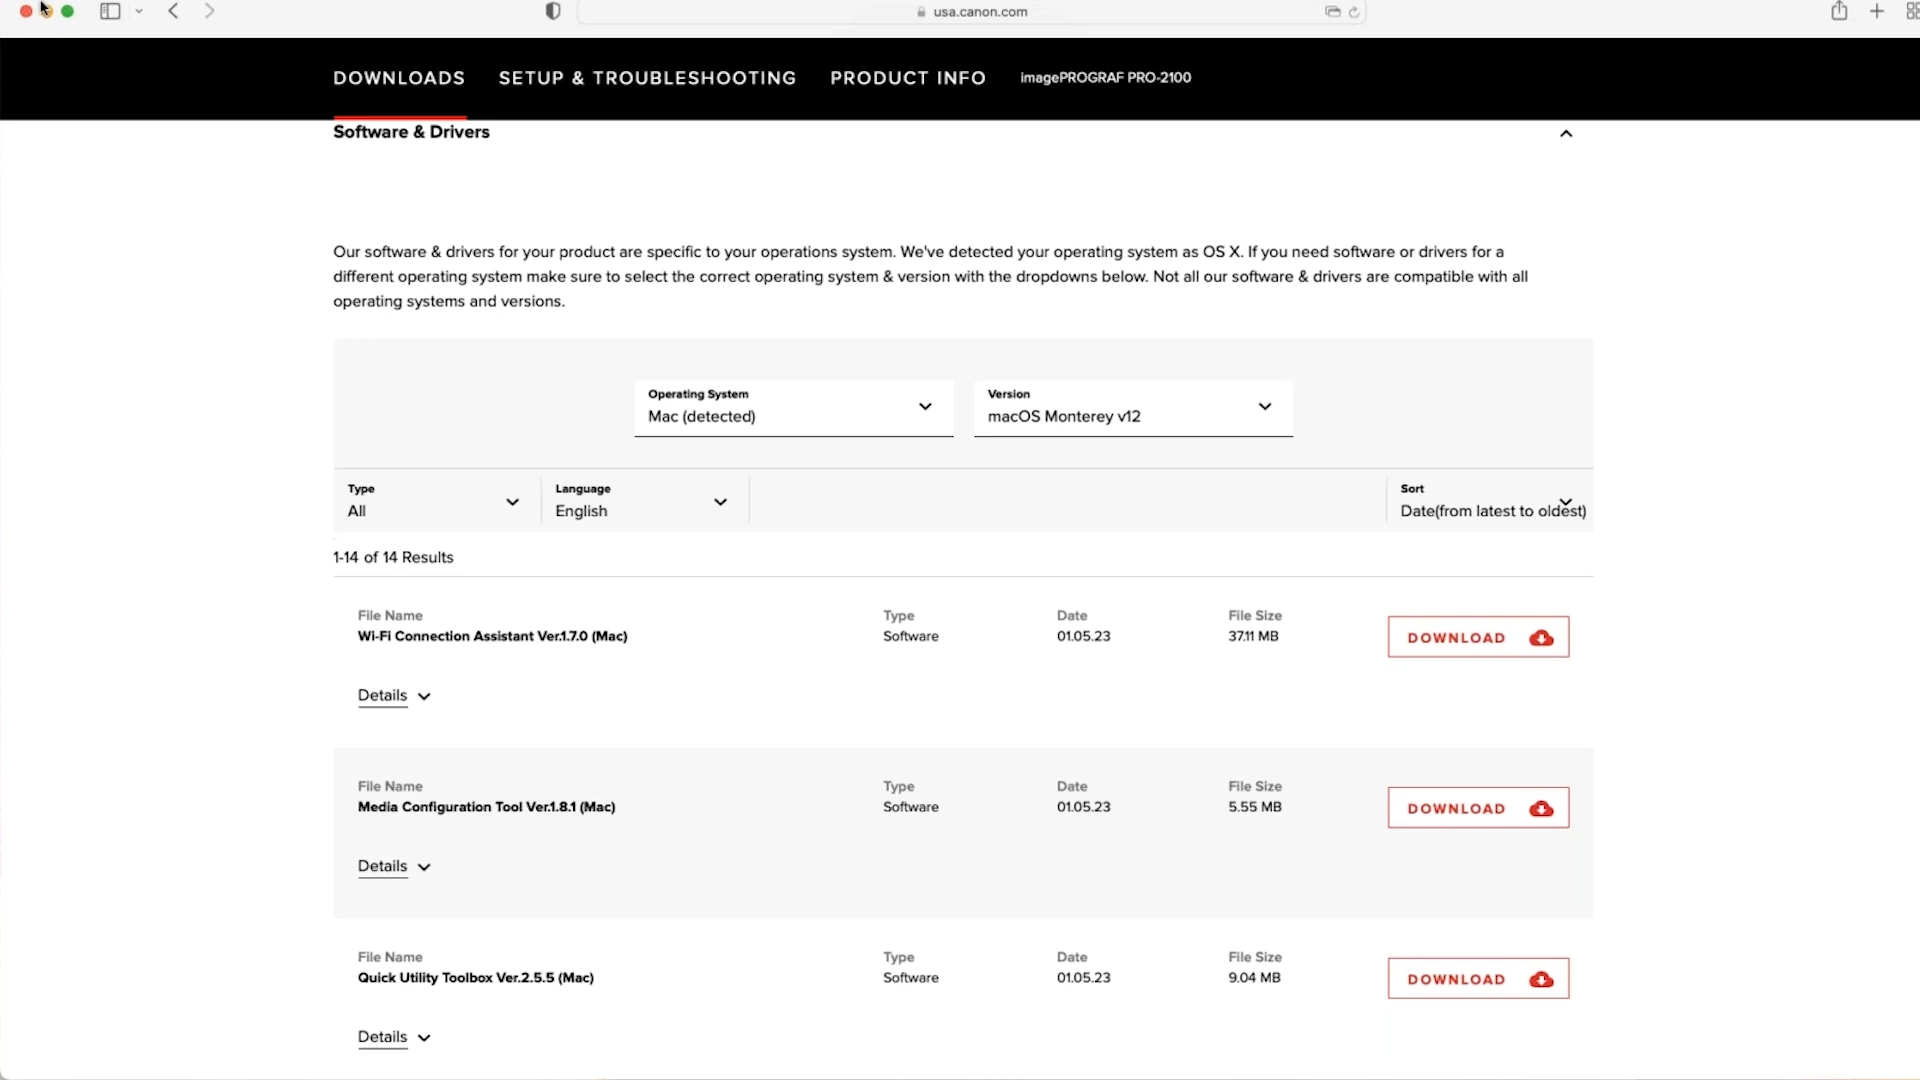 usa.canon.com
DOWNLOADS SETUP & TROUBLESHOOTING PRODUCT INFO imagePROGRAF PRO-2100
Software & Drivers
Our software & drivers for your product are specific to your operations system. We've detected your operating system as OS X. If you need software or drivers for a
different operating system make sure to select the correct operating system & version with the dropdowns below. Not all our software & drivers are compatible with all
operating systems and versions.
Operating System Version
Mac (detected) macOS Monterey v12
Type Language Sort
All English Date(from latest to oldest)
1-14 of 14 Results
File Name Type Date File Size
Wi-Fi Connection Assistant Ver.1.7.0 (Mac) Software 01.05.23 37.11 MB DOWNLOAD
Details
File Name Type Date File Size
Media Configuration Tool Ver.1.8.1 (Mac) Software 01.05.23 5.55 MB DOWNLOAD
Details
File Name Type Date File Size
Quick Utility Toolbox Ver.2.5.5 (Mac) Software 01.05.23 9.04 MB DOWNLOAD
Details